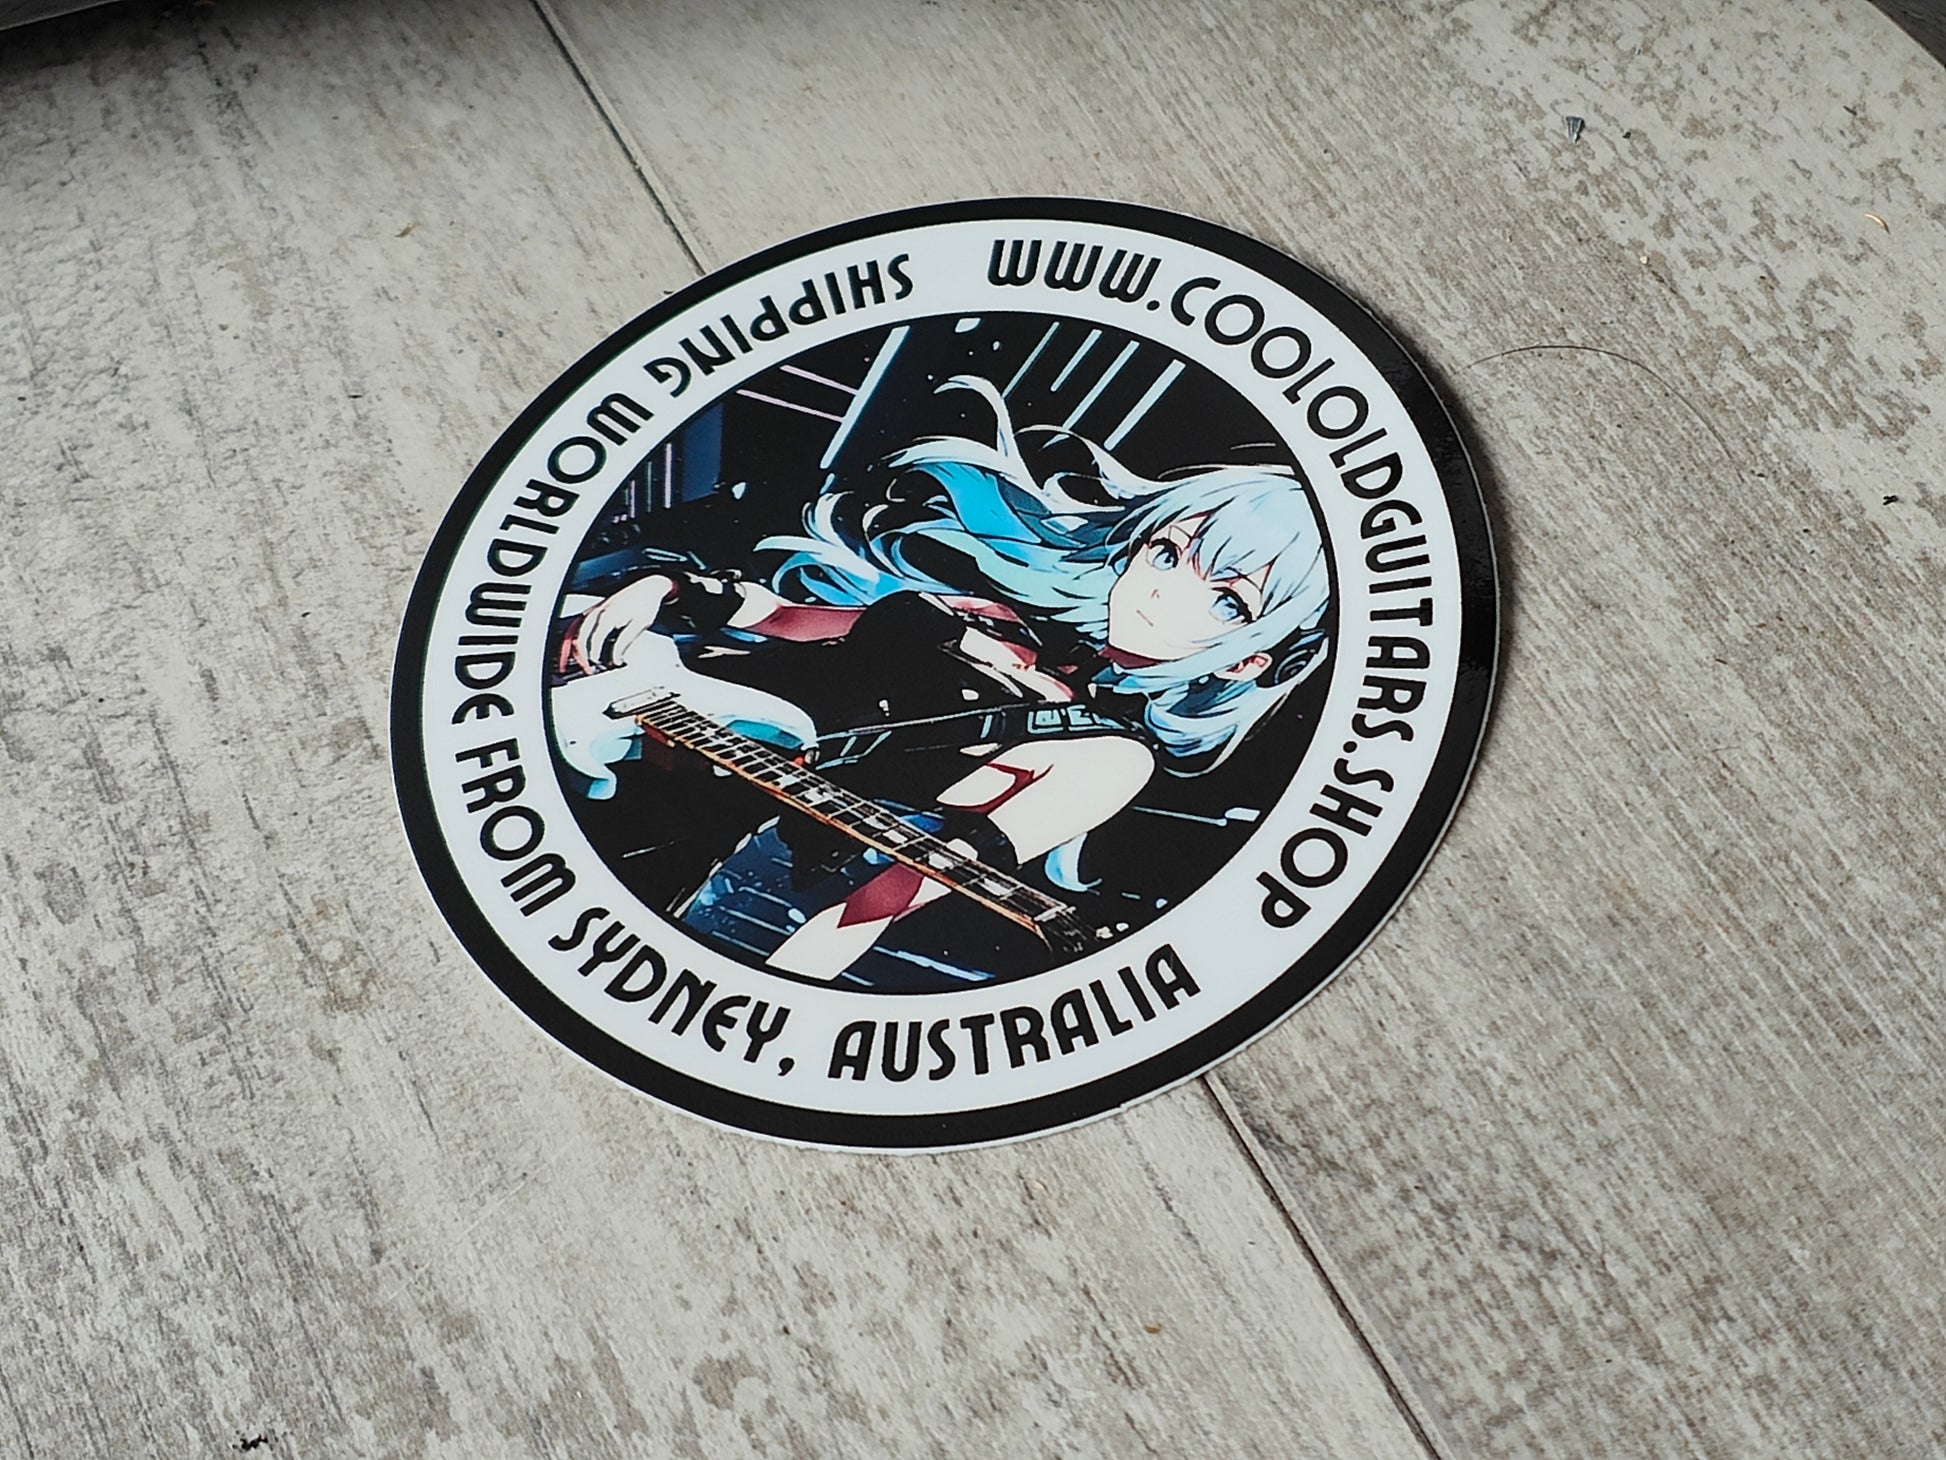 WWW.COOLOLDGUITARS.SHOP
SHIPPING WORLDWIDE FROM SYDNEY, AUSTRALIA